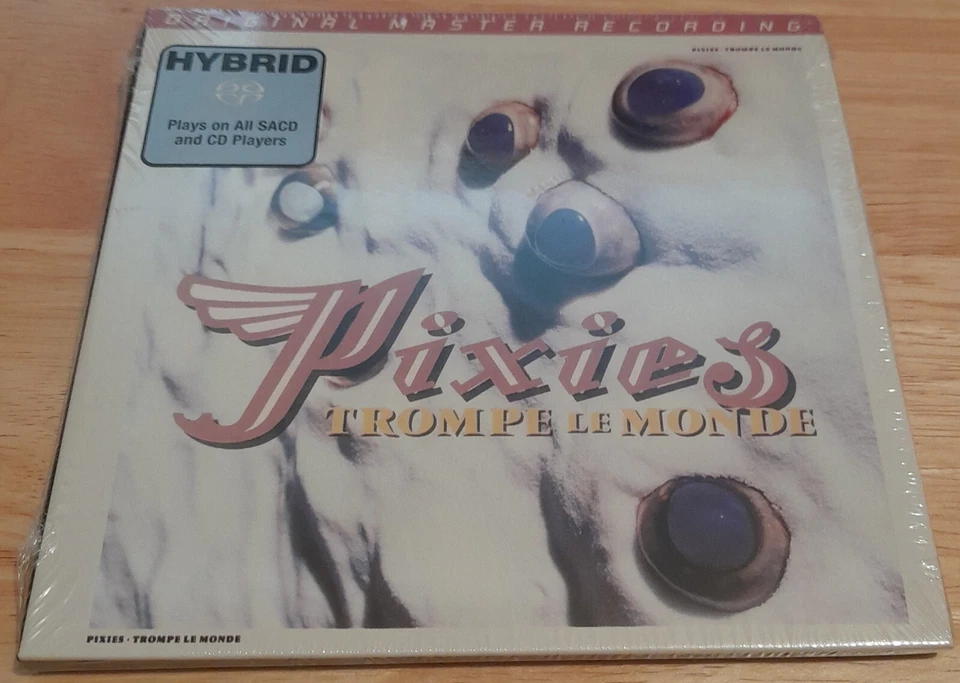 ORIGINAL MASTER RECORDING
PIXIES · TROMPE LE MONDE
HYBRID
Plays on All SACD
and CD Players
Pixies
TROMPE LE MONDE
PIXIES · TROMPE LE MONDE